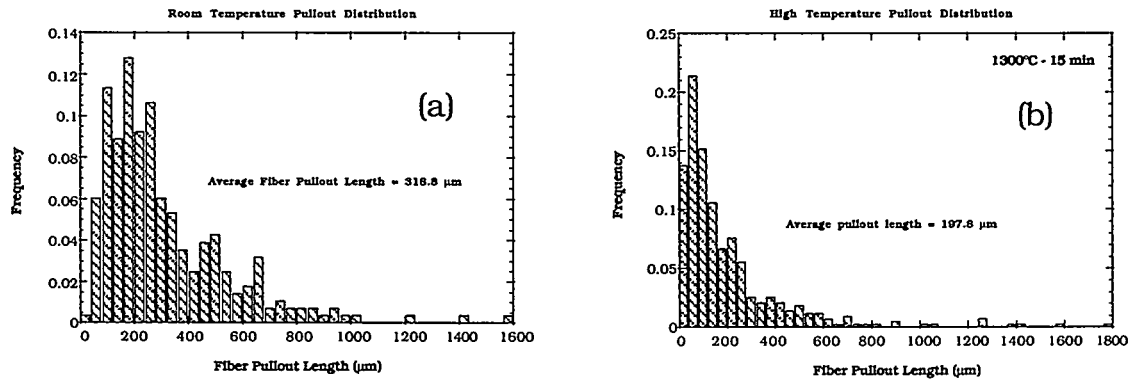 Room Temperature Pullout Distribution
0.14
0.12
0.1
0.08
0.06
0.04
0.02
0
Frequency
(a)
Average Fiber Pullout Length = 316.8 µm
0 200 400 600 800 1000 1200 1400 1600
Fiber Pullout Length (µm)
High Temperature Pullout Distribution
0.25
0.2
0.15
0.1
0.05
0
Frequency
1300°C - 15 min
(b)
Average pullout length = 197.8 µm
0 200 400 600 800 1000 1200 1400 1600 1800
Fiber Pullout Length (µm)